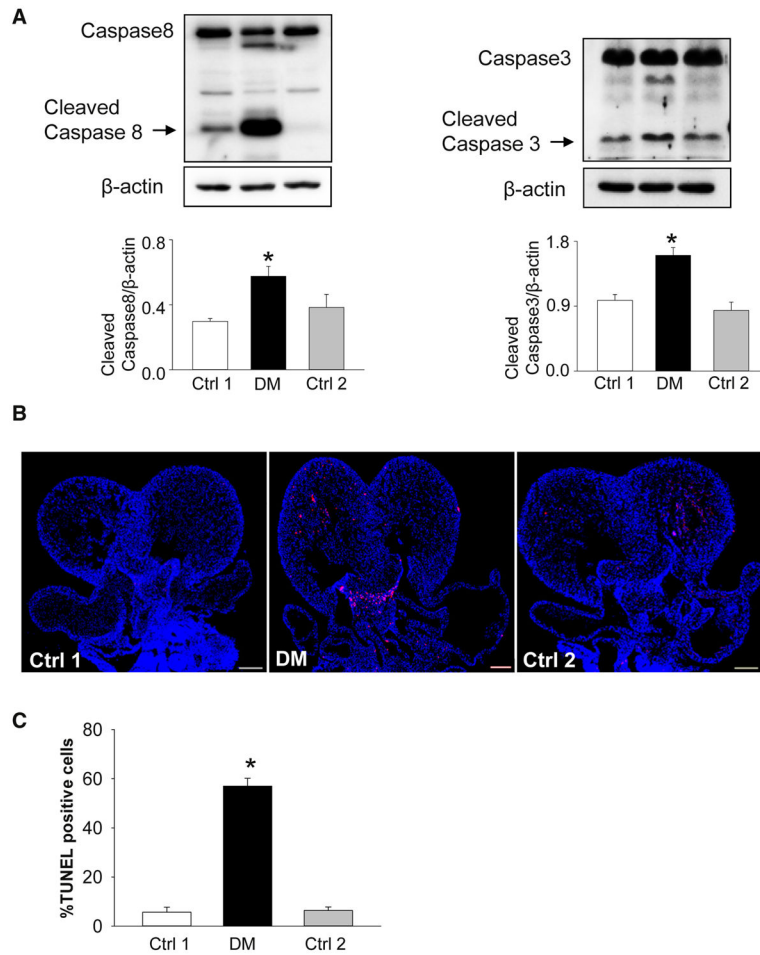 A
Caspase8
Cleaved
Caspase 8
β-actin
Cleaved
Caspase8/β-actin
0.8
0.4
0.0
*
Ctrl 1 DM Ctrl 2
Caspase3
Cleaved
Caspase 3
β-actin
Cleaved
Caspase3/β-actin
1.8
0.9
0.0
*
Ctrl 1 DM Ctrl 2
B
Ctrl 1
DM
Ctrl 2
C
%TUNEL positive cells
80
60
40
20
0
*
Ctrl 1 DM Ctrl 2